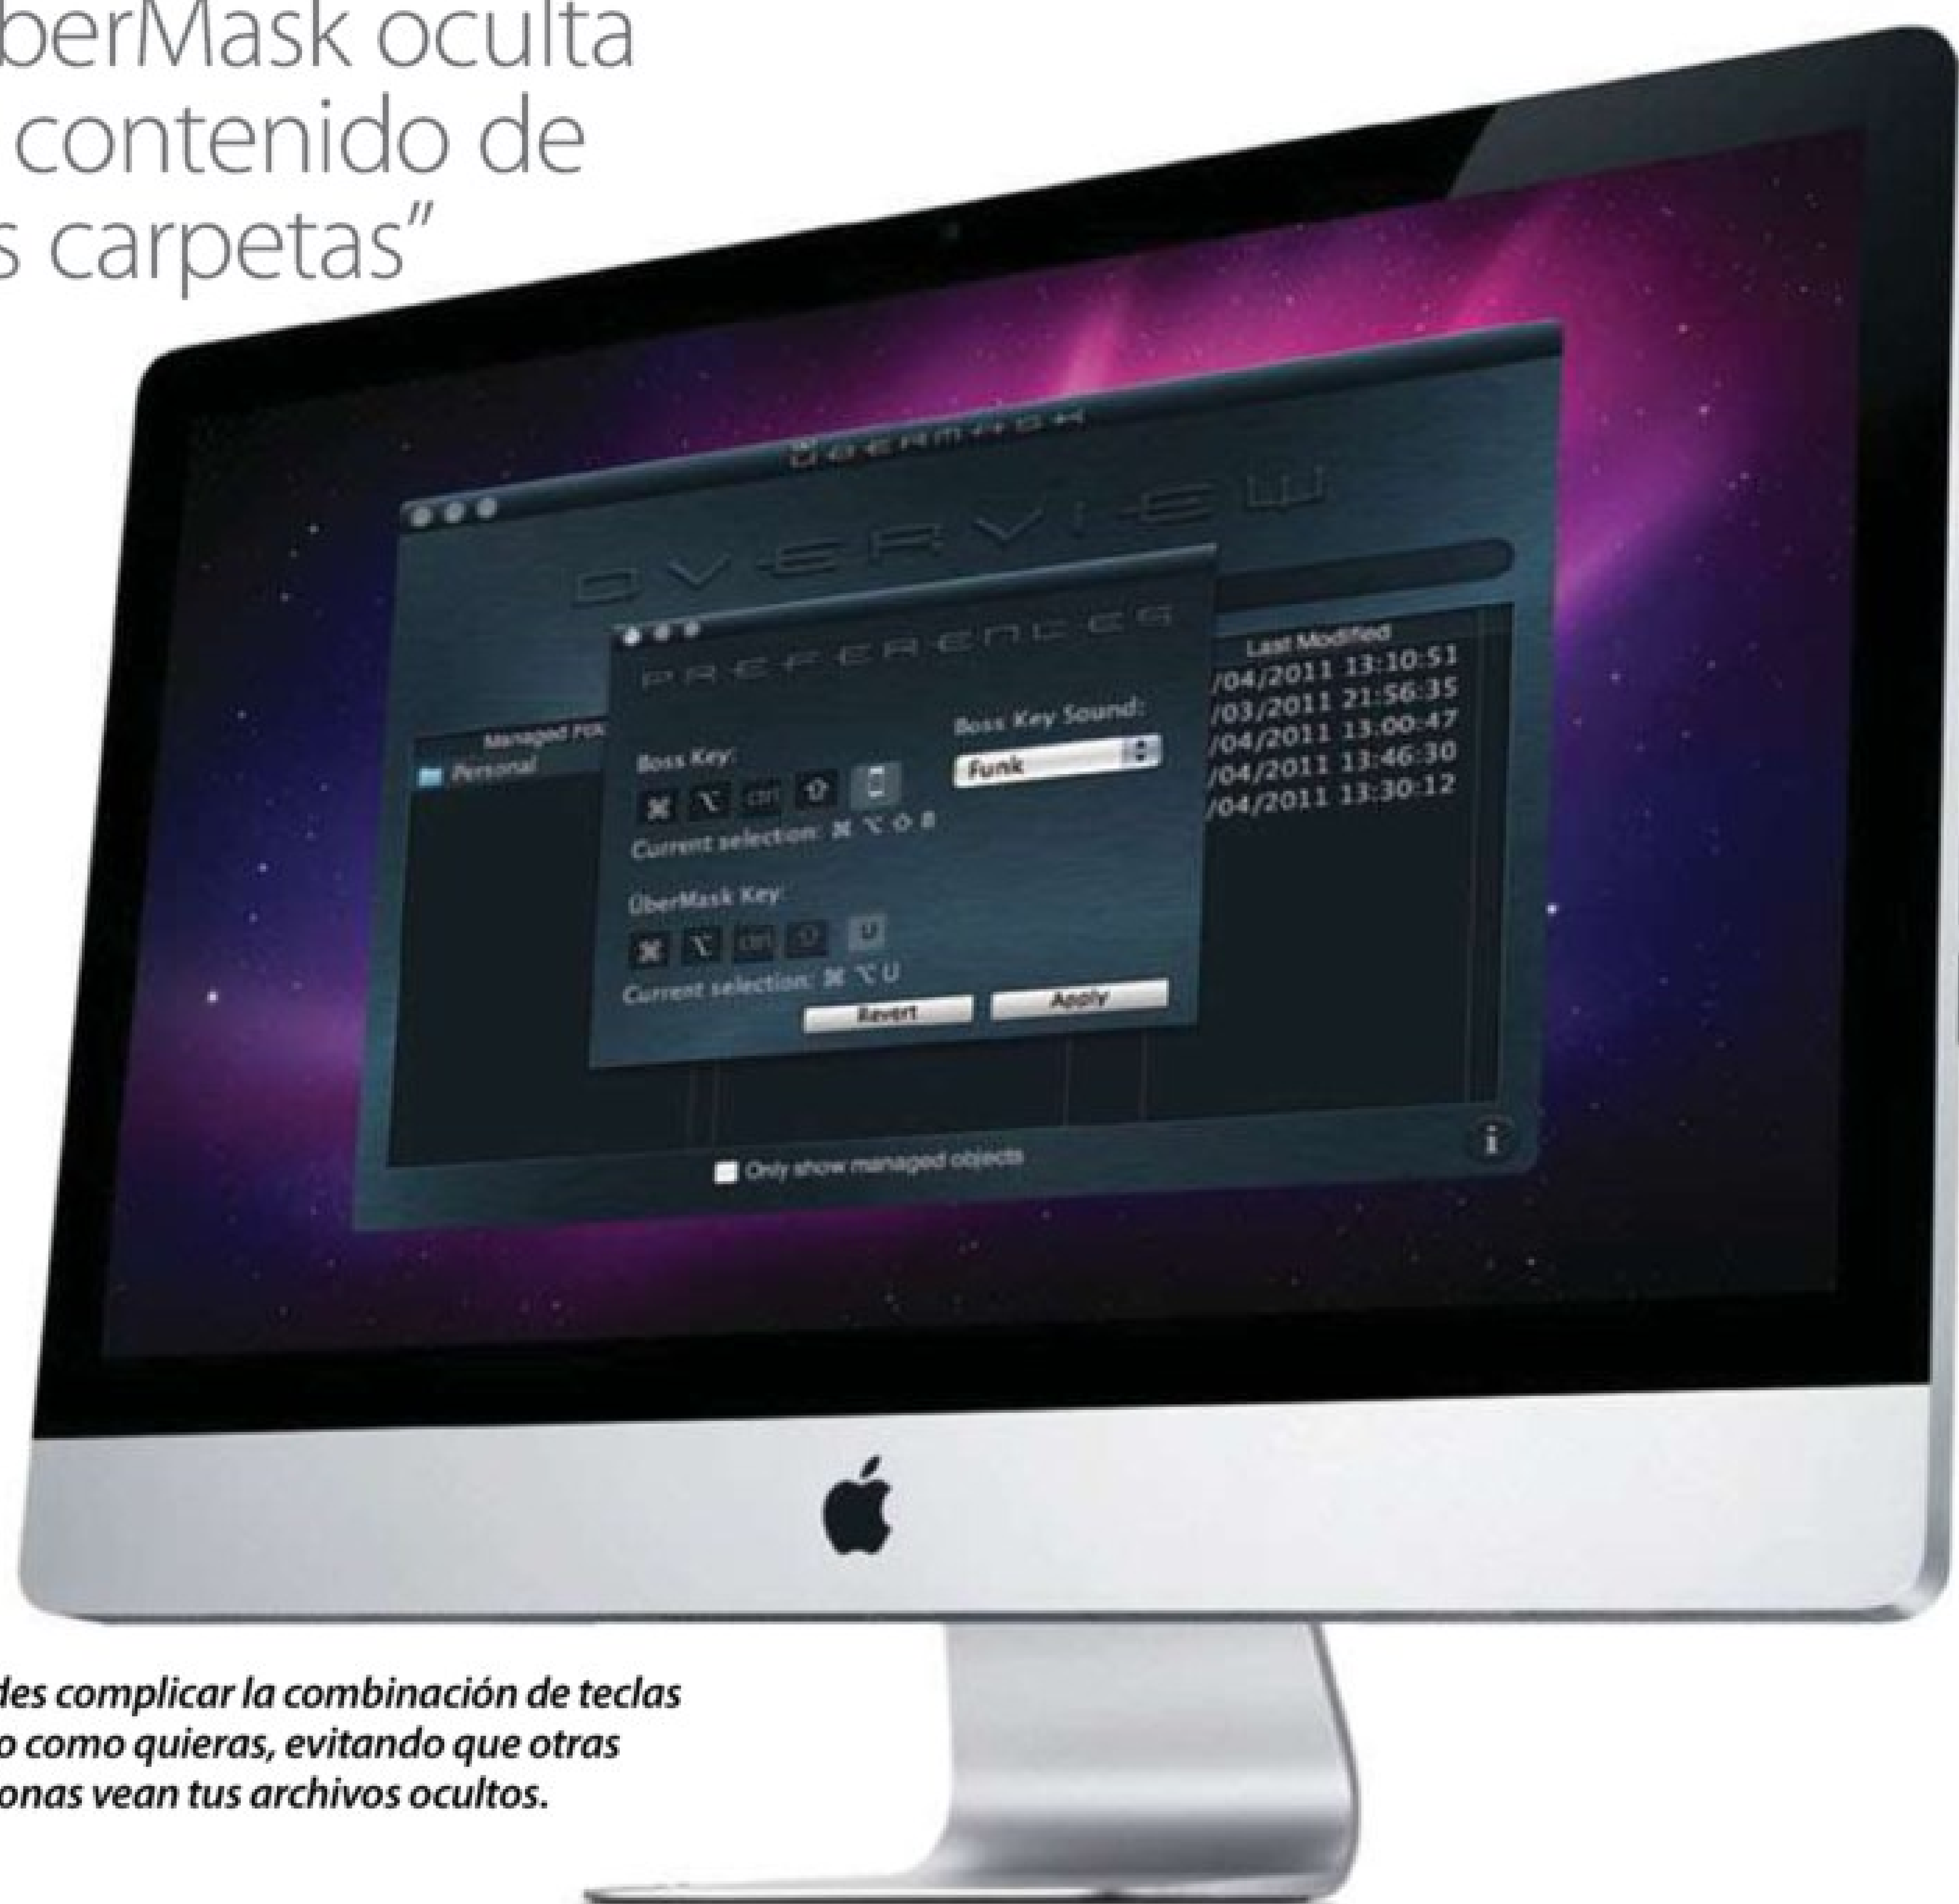 berMask oculta
contenido de
s carpetas”
ÜBERMASK
OVERVIEW
PREFERENCES
Last Modified
/04/2011 13:10:51
/03/2011 21:56:35
/04/2011 13:00:47
/04/2011 13:46:30
/04/2011 13:30:12
Managed
Personal
Boss Key:
Boss Key Sound:
Funk
⌘ ⌥ ctrl ⇧
Current selection: ⌘ ⌥ ⇧
ÜberMask Key:
⌘ ⌥ ctrl ⇧ U
Current selection: ⌘ ⌥ U
Revert
Apply
Only show managed objects
i
des complicar la combinación de teclas
o como quieras, evitando que otras
onas vean tus archivos ocultos.